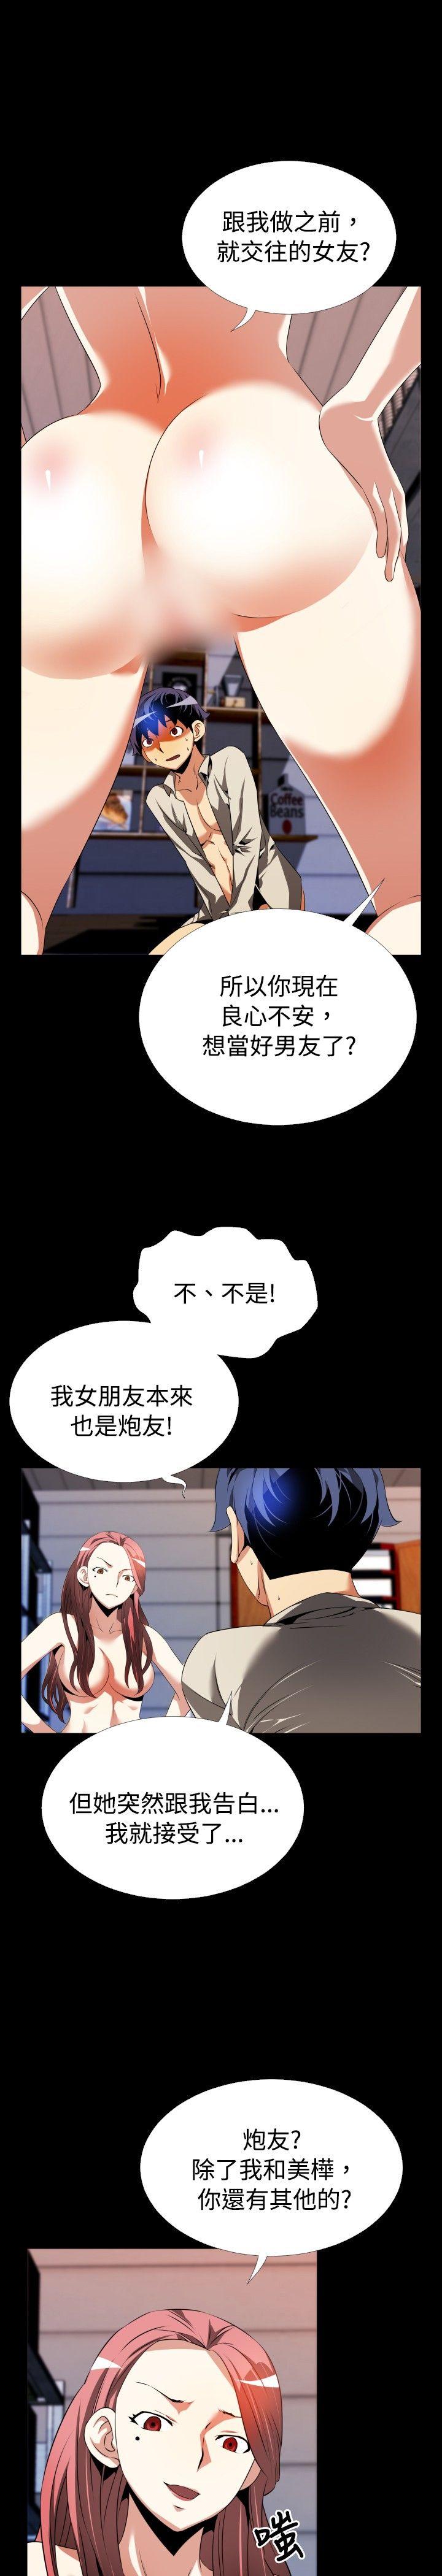 跟我做之前，
就交往的女友?
Coffee
Beans
所以你現在
良心不安，
想當好男友了?
不、不是!
我女朋友本來
也是炮友!
但她突然跟我告白…
我就接受了…
炮友?
除了我和美樺，
你還有其他的?
嗤